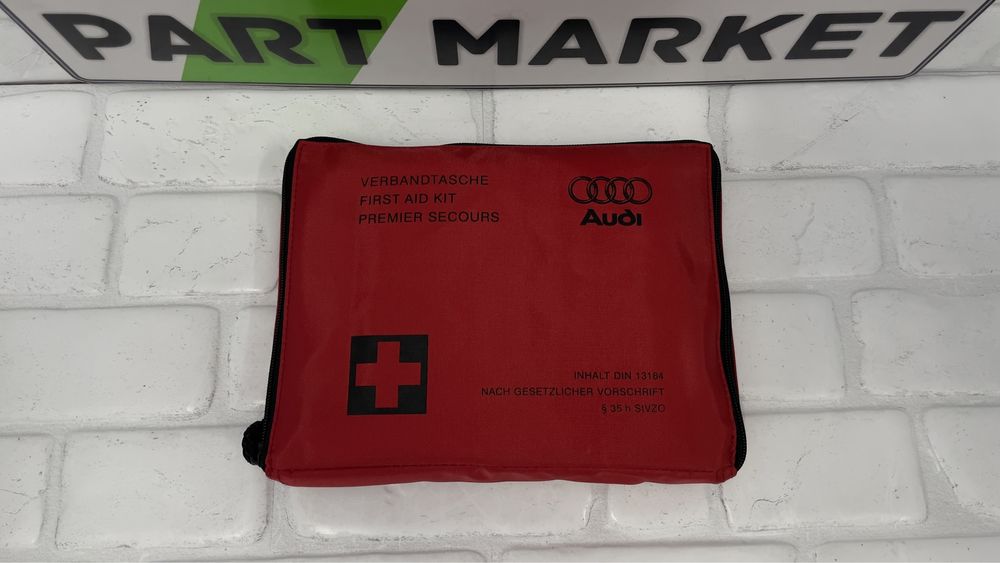 PART MARKET
VERBANDTASCHE
FIRST AID KIT
PREMIER SECOURS
Audi
INHALT DIN 13164
NACH GESETZLICHER VORSCHRIFT
§ 35 h StVZO